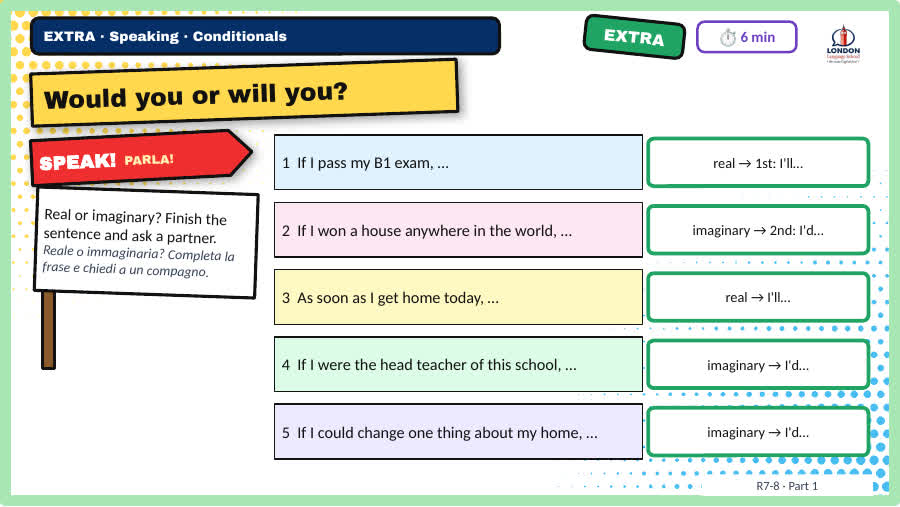 EXTRA · Speaking · Conditionals
EXTRA
6 min
LONDON
Language School
Would you or will you?
SPEAK! PARLA!
Real or imaginary? Finish the
sentence and ask a partner.
Reale o immaginaria? Completa la
frase e chiedi a un compagno.
1 If I pass my B1 exam, ...
real → 1st: I'll...
2 If I won a house anywhere in the world, ...
imaginary → 2nd: I'd...
3 As soon as I get home today, ...
real → I'll...
4 If I were the head teacher of this school, ...
imaginary → I'd...
5 If I could change one thing about my home, ...
imaginary → I'd...
R7-8 · Part 1